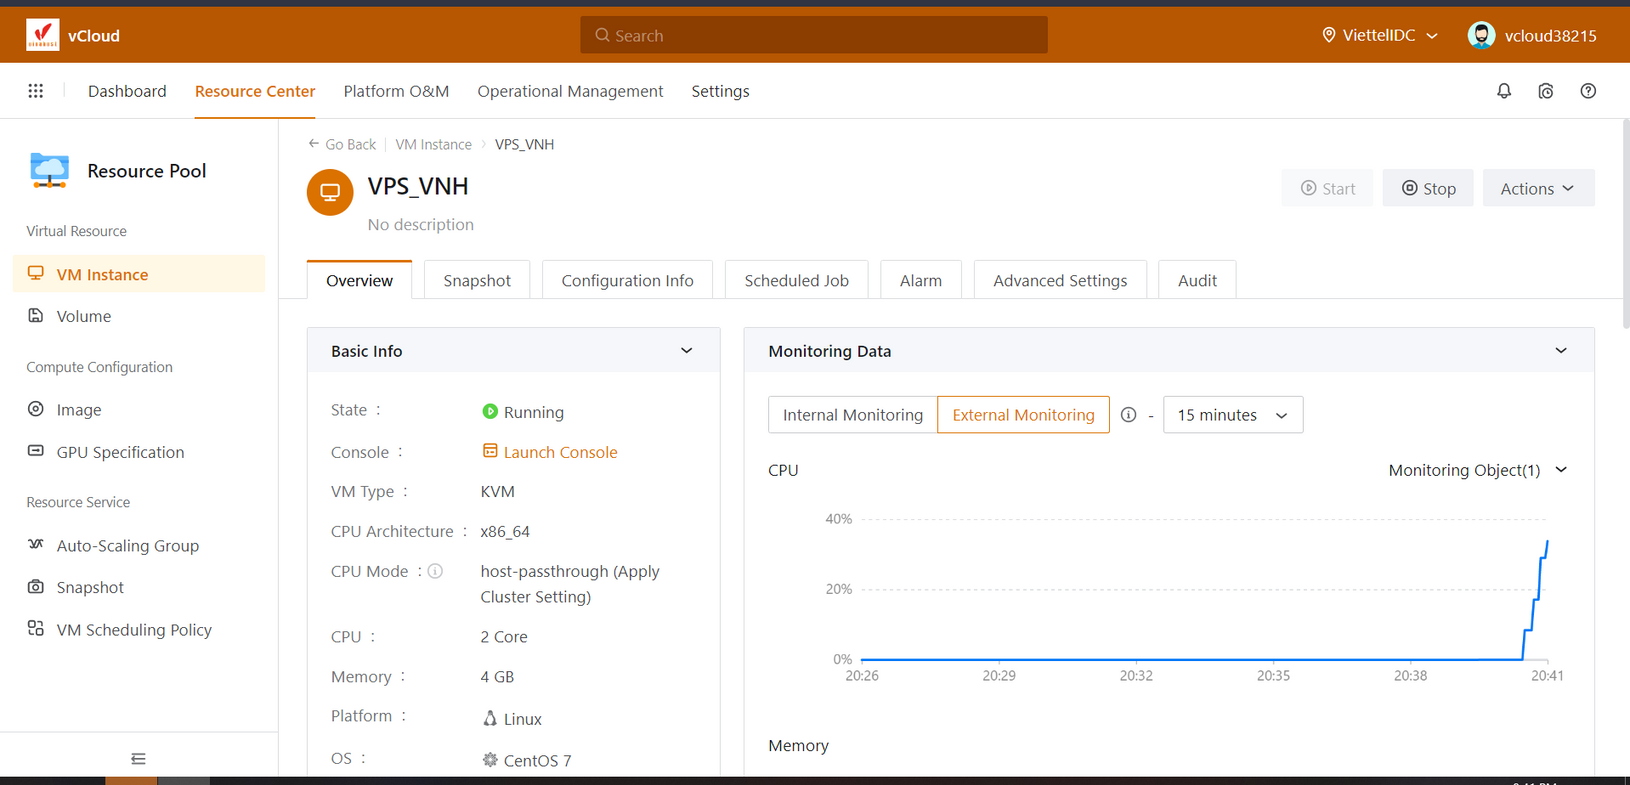 vCloud
Search
ViettelIDC
vcloud38215
Dashboard
Resource Center
Platform O&M
Operational Management
Settings
Resource Pool
Virtual Resource
VM Instance
Volume
Compute Configuration
Image
GPU Specification
Resource Service
Auto-Scaling Group
Snapshot
VM Scheduling Policy
Go Back
VM Instance
VPS_VNH
VPS_VNH
No description
Start
Stop
Actions
Overview
Snapshot
Configuration Info
Scheduled Job
Alarm
Advanced Settings
Audit
Basic Info
State :
Running
Console :
Launch Console
VM Type :
KVM
CPU Architecture :
x86_64
CPU Mode :
host-passthrough (Apply
Cluster Setting)
CPU :
2 Core
Memory :
4 GB
Platform :
Linux
OS :
CentOS 7
Monitoring Data
Internal Monitoring
External Monitoring
-
15 minutes
CPU
Monitoring Object(1)
40%
20%
0%
20:26
20:29
20:32
20:35
20:38
20:41
Memory